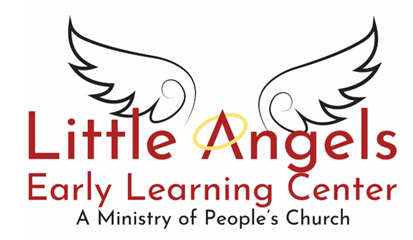 Little Angels
Early Learning Center
A Ministry of People's Church